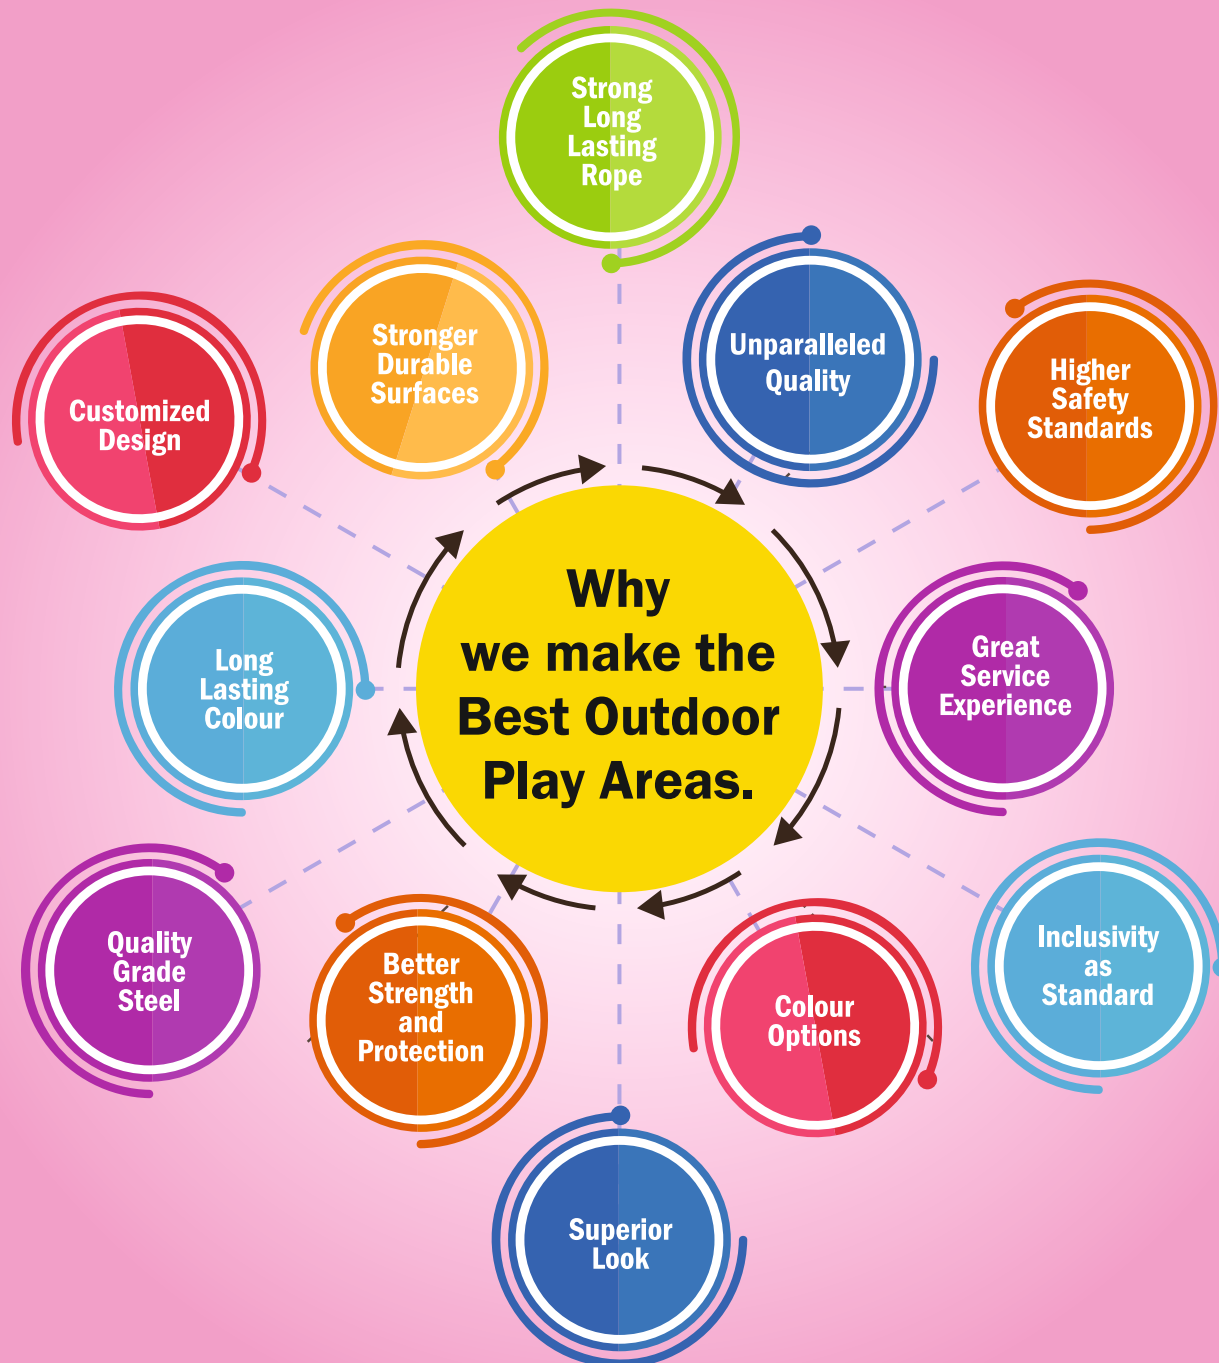 Strong
Long
Lasting
Rope
Stronger
Durable
Surfaces
Unparalleled
Quality
Higher
Safety
Standards
Customized
Design
Why
we make the
Best Outdoor
Play Areas.
Long
Lasting
Colour
Great
Service
Experience
Quality
Grade
Steel
Better
Strength
and
Protection
Colour
Options
Inclusivity
as
Standard
Superior
Look